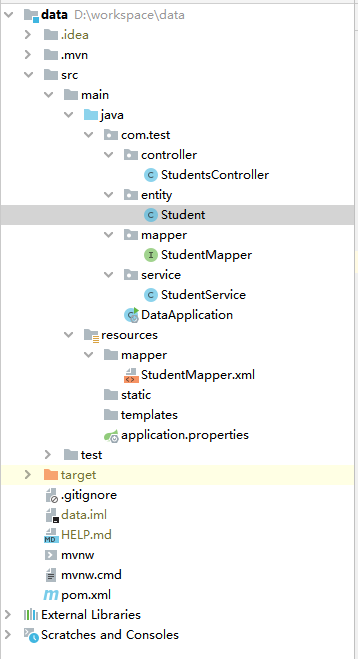 data D:\workspace\data
.idea
.mvn
src
main
java
com.test
controller
StudentsController
entity
Student
mapper
StudentMapper
service
StudentService
DataApplication
resources
mapper
StudentMapper.xml
static
templates
application.properties
test
target
.gitignore
data.iml
HELP.md
mvnw
mvnw.cmd
pom.xml
External Libraries
Scratches and Consoles